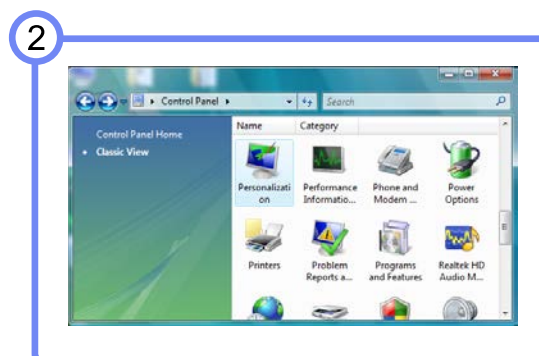 2
Control Panel
Search
Control Panel Home
Classic View
Name Category
Personalizati
on
Performance
Informatio...
Phone and
Modem ...
Power
Options
Printers
Problem
Reports a...
Programs
and Features
Realtek HD
Audio M...